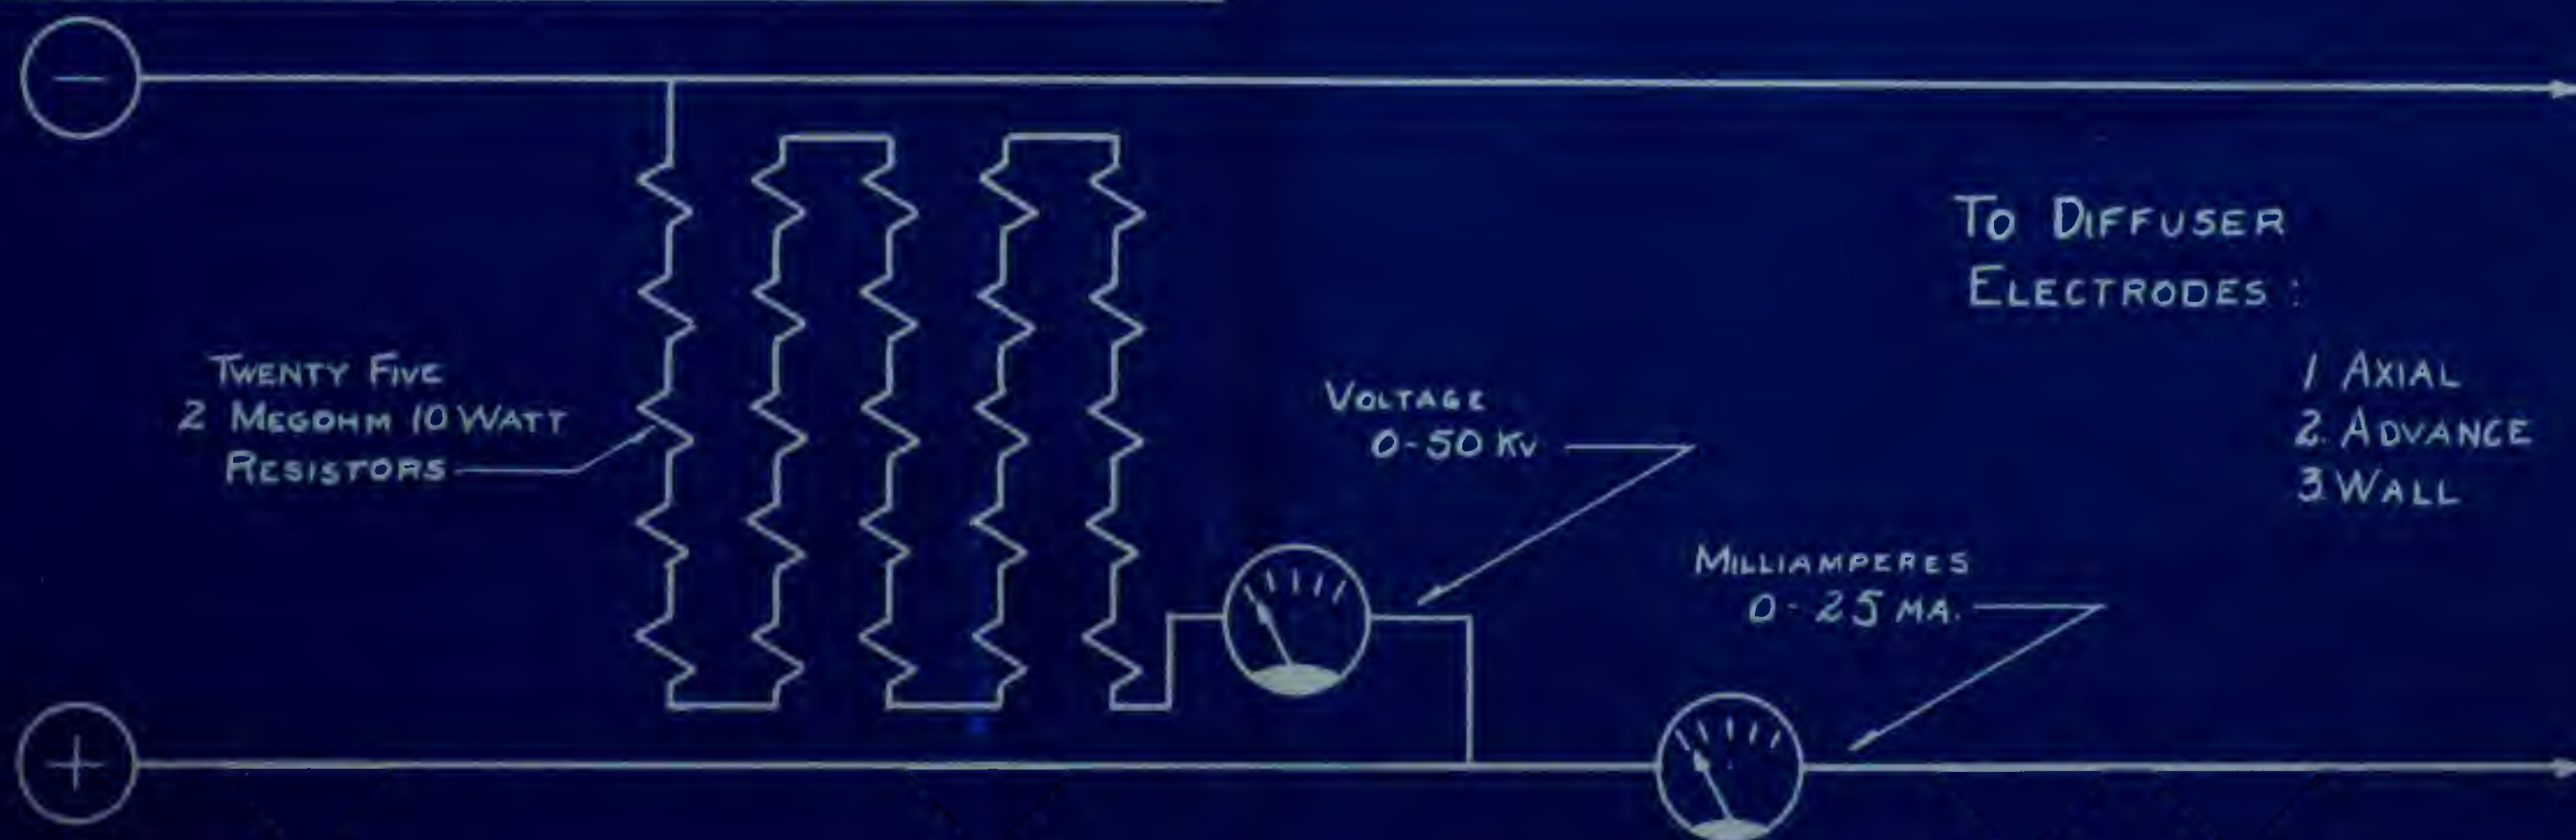 −
To Diffuser
Electrodes :
1 Axial
2. Advance
3. Wall
Twenty Five
2 Megohm 10 Watt
Resistors
Voltage
0-50 Kv
Milliamperes
0-25 ma.
+